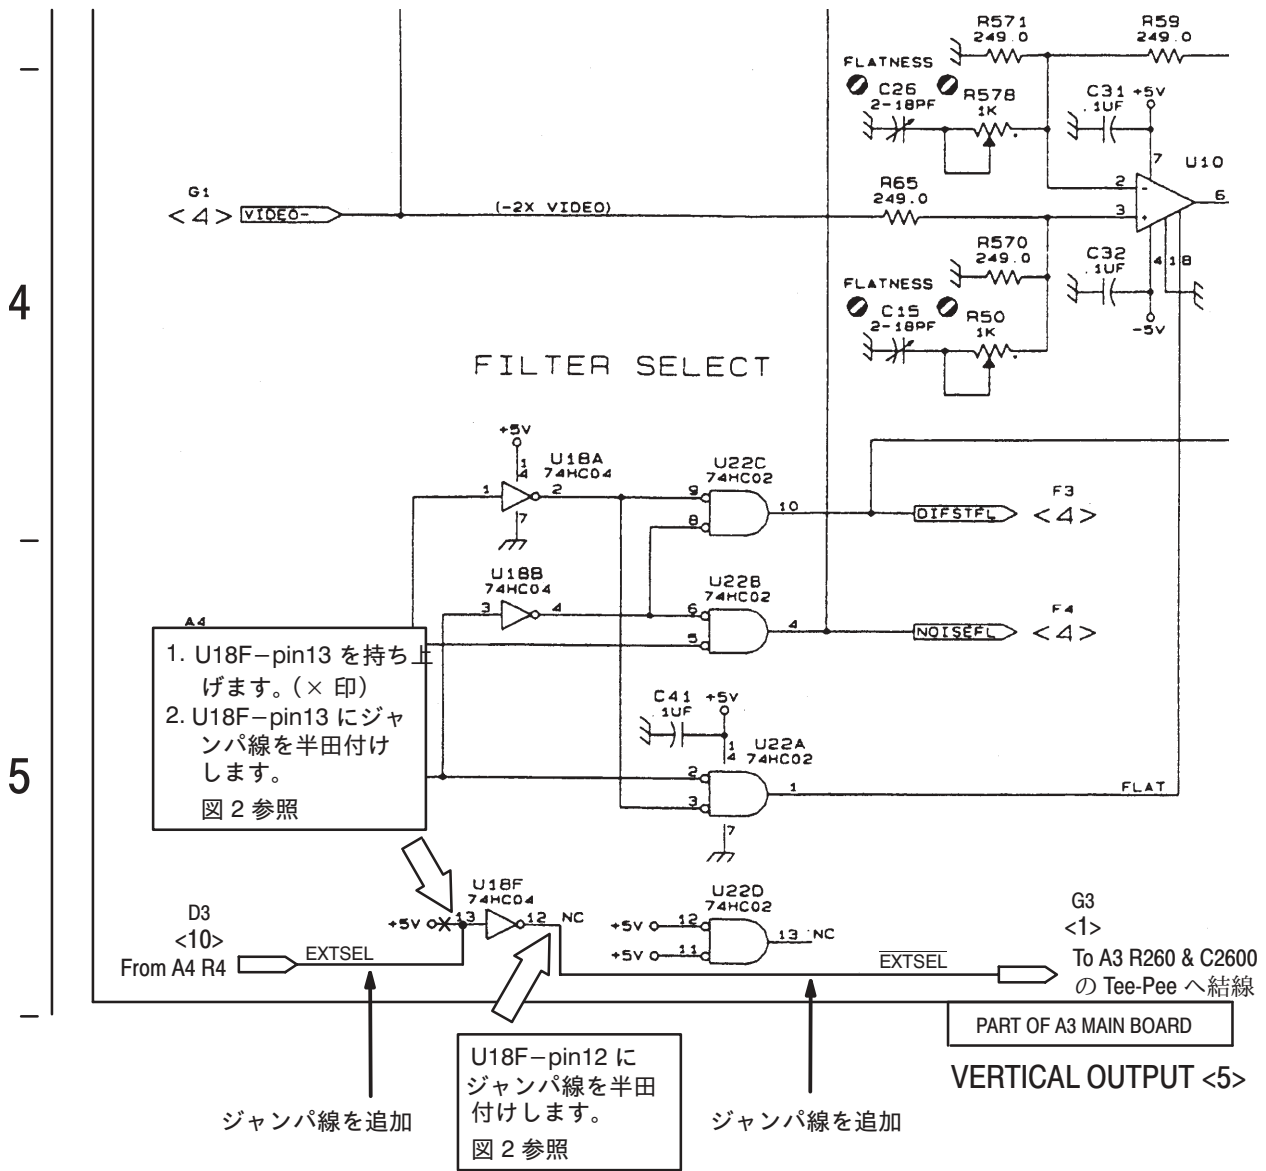 R571
249.0
R59
249.0
FLATNESS
C26
2-18PF
R578
1K
C31
.1UF
+5V
7
U10
G1
<4>
VIDEO-
(-2X VIDEO)
R65
249.0
2
-
3
+
6
R570
249.0
C32
.1UF
4
1
8
-5V
4
FLATNESS
C15
2-18PF
R50
1K
FILTER SELECT
+5V
14
U18A
74HC04
1
2
7
U22C
74HC02
9
8
10
DIFSTFL
F3
<4>
U18B
74HC04
3
4
U22B
74HC02
6
5
4
NOISEFL
F4
<4>
A4
1. U18F−pin13 を持ち上
げます。(× 印)
2. U18F−pin13 にジャ
ンパ線を半田付け
します。
図 2 参照
5
C41
.1UF
+5V
14
U22A
74HC02
2
3
1
7
FLAT
D3
<10>
From A4 R4
EXTSEL
+5V
13
U18F
74HC04
12
NC
U22D
74HC02
+5V
12
+5V
11
13
NC
EXTSEL
G3
<1>
To A3 R260 & C2600
の Tee-Pee へ結線
PART OF A3 MAIN BOARD
VERTICAL OUTPUT <5>
U18F−pin12 に
ジャンパ線を半田
付けします。
図 2 参照
ジャンパ線を追加
ジャンパ線を追加